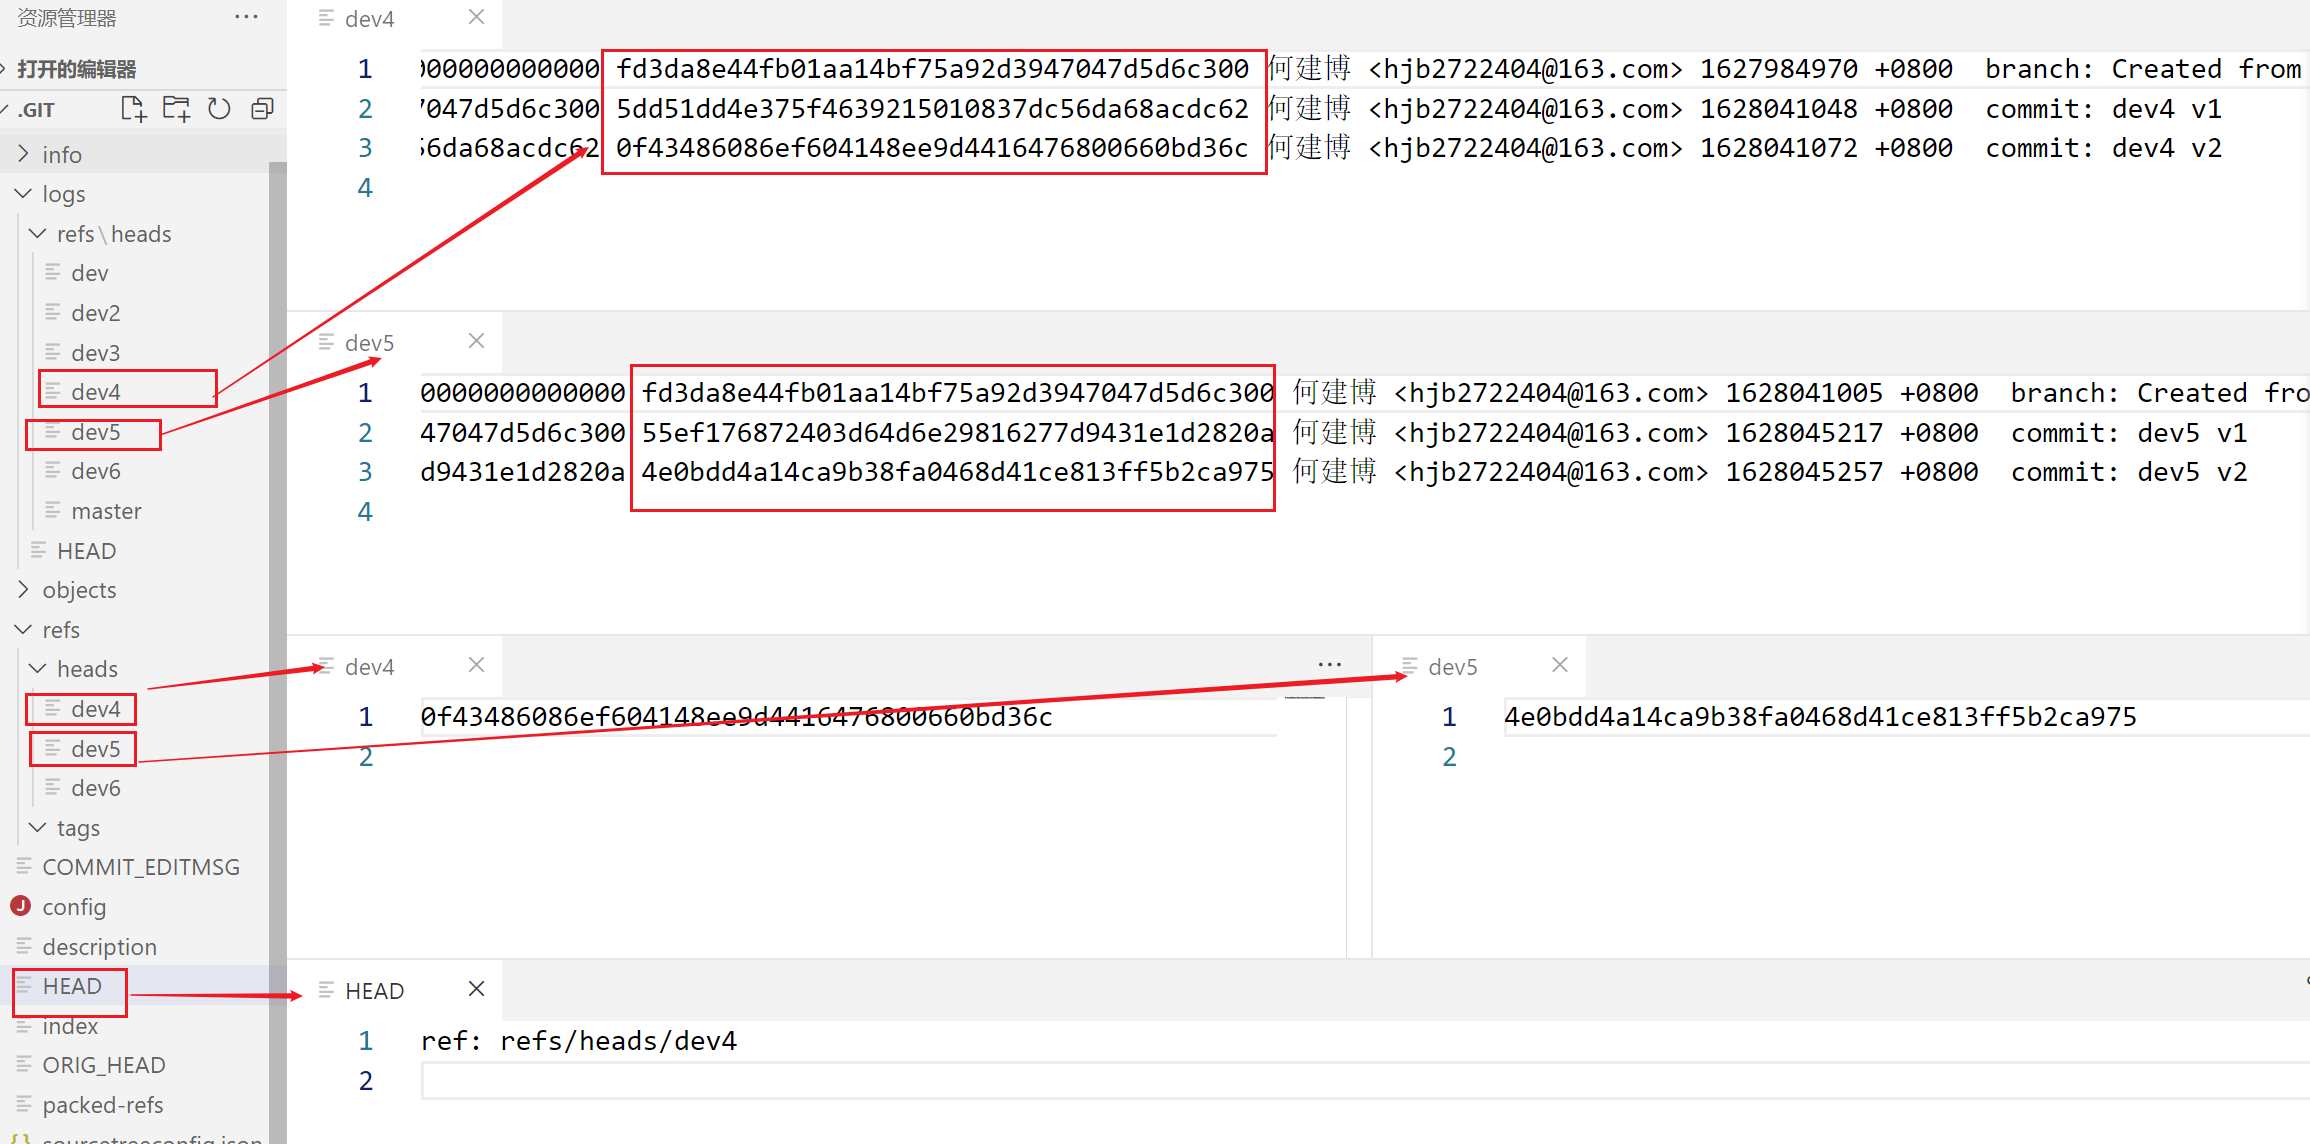 资源管理器
打开的编辑器
.GIT
info
logs
refs\heads
dev
dev2
dev3
dev4
dev5
dev6
master
HEAD
objects
refs
heads
dev4
dev5
dev6
tags
COMMIT_EDITMSG
config
description
HEAD
index
ORIG_HEAD
packed-refs
sourcetreeconfig.json
dev4
1 000000000000 fd3da8e44fb01aa14bf75a92d3947047d5d6c300 何建博 <hjb2722404@163.com> 1627984970 +0800 branch: Created from
2 7047d5d6c300 5dd51dd4e375f4639215010837dc56da68acdc62 何建博 <hjb2722404@163.com> 1628041048 +0800 commit: dev4 v1
3 56da68acdc62 0f43486086ef604148ee9d4416476800660bd36c 何建博 <hjb2722404@163.com> 1628041072 +0800 commit: dev4 v2
4
dev5
1 0000000000000 fd3da8e44fb01aa14bf75a92d3947047d5d6c300 何建博 <hjb2722404@163.com> 1628041005 +0800 branch: Created fro
2 47047d5d6c300 55ef176872403d64d6e29816277d9431e1d2820a 何建博 <hjb2722404@163.com> 1628045217 +0800 commit: dev5 v1
3 d9431e1d2820a 4e0bdd4a14ca9b38fa0468d41ce813ff5b2ca975 何建博 <hjb2722404@163.com> 1628045257 +0800 commit: dev5 v2
4
dev4
1 0f43486086ef604148ee9d4416476800660bd36c
2
dev5
1 4e0bdd4a14ca9b38fa0468d41ce813ff5b2ca975
2
HEAD
1 ref: refs/heads/dev4
2